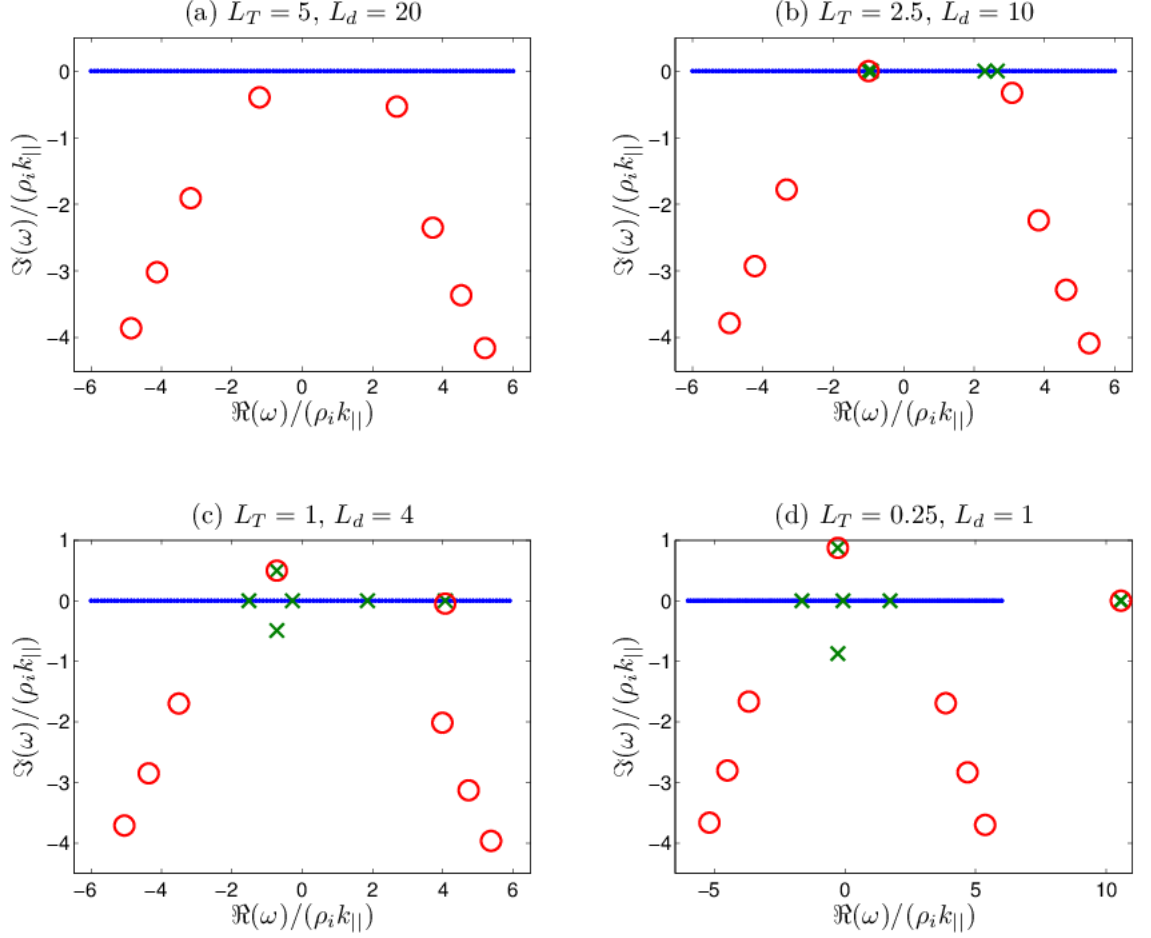 (a) L_T = 5, L_d = 20
0
−1
−2
−3
−4
ℑ(ω)/(ρ_i k_||)
−6 −4 −2 0 2 4 6
ℜ(ω)/(ρ_i k_||)
(b) L_T = 2.5, L_d = 10
0
−1
−2
−3
−4
ℑ(ω)/(ρ_i k_||)
−6 −4 −2 0 2 4 6
ℜ(ω)/(ρ_i k_||)
(c) L_T = 1, L_d = 4
1
0
−1
−2
−3
−4
ℑ(ω)/(ρ_i k_||)
−6 −4 −2 0 2 4 6
ℜ(ω)/(ρ_i k_||)
(d) L_T = 0.25, L_d = 1
1
0
−1
−2
−3
−4
ℑ(ω)/(ρ_i k_||)
−5 0 5 10
ℜ(ω)/(ρ_i k_||)